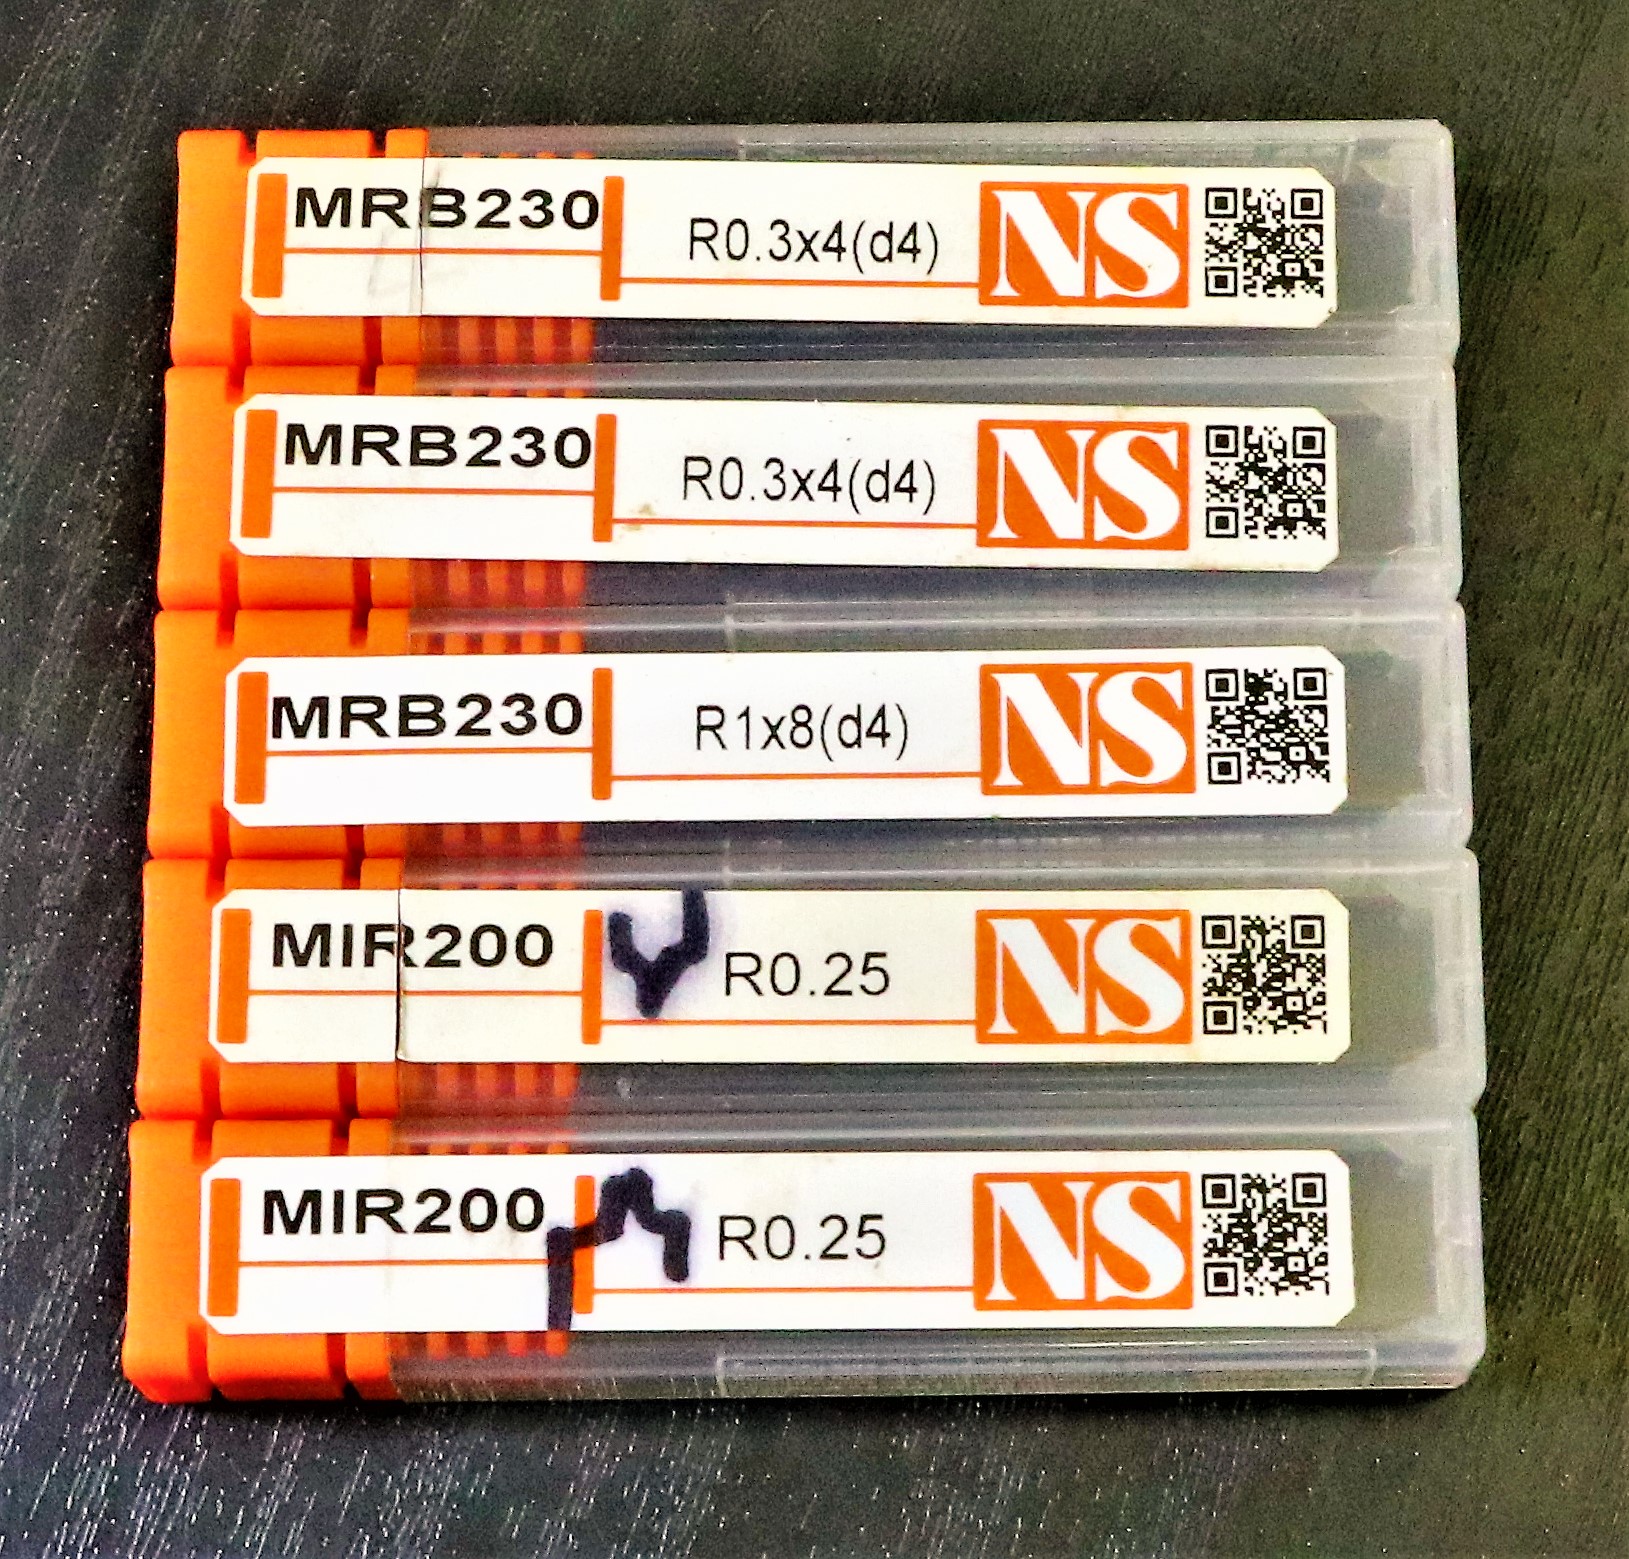 MRB230 R0.3x4(d4) NS
MRB230 R0.3x4(d4) NS
MRB230 R1x8(d4) NS
MIR200 R0.25 NS
MIR200 R0.25 NS